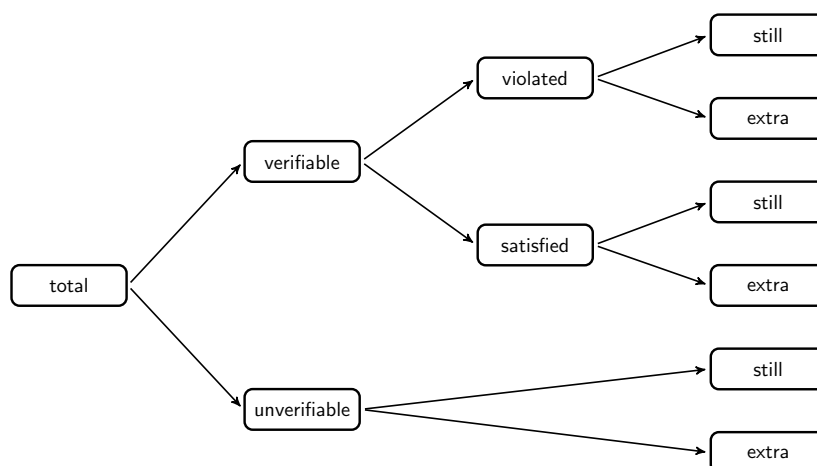 still
violated
extra
verifiable
still
satisfied
extra
total
still
unverifiable
extra